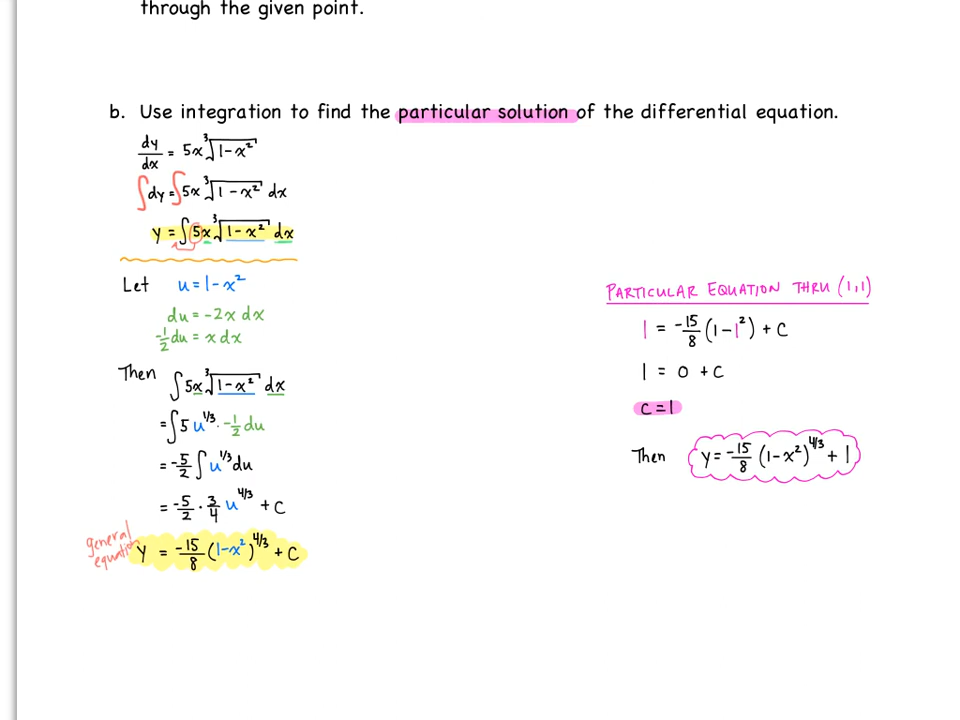 through the given point.
b. Use integration to find the particular solution of the differential equation.
dy/dx = 5x ∛(1-x²)
∫dy = ∫5x ∛(1-x²) dx
y = ∫5x ∛(1-x²) dx
Let u = 1-x²
du = -2x dx
-1/2 du = x dx
Then ∫5x ∛(1-x²) dx
= ∫5 u^(1/3) · -1/2 du
= -5/2 ∫u^(1/3) du
= -5/2 · 3/4 u^(4/3) + C
general equation y = -15/8 (1-x²)^(4/3) + C
PARTICULAR EQUATION THRU (1,1)
1 = -15/8 (1-1²) + C
1 = 0 + C
C = 1
Then y = -15/8 (1-x²)^(4/3) + 1